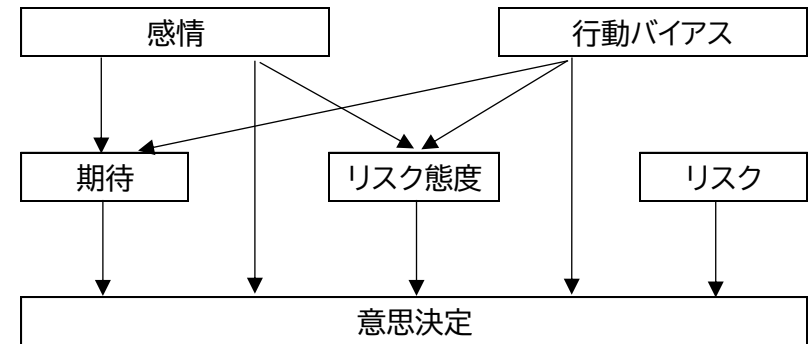 感情
行動バイアス
期待
リスク態度
リスク
意思決定